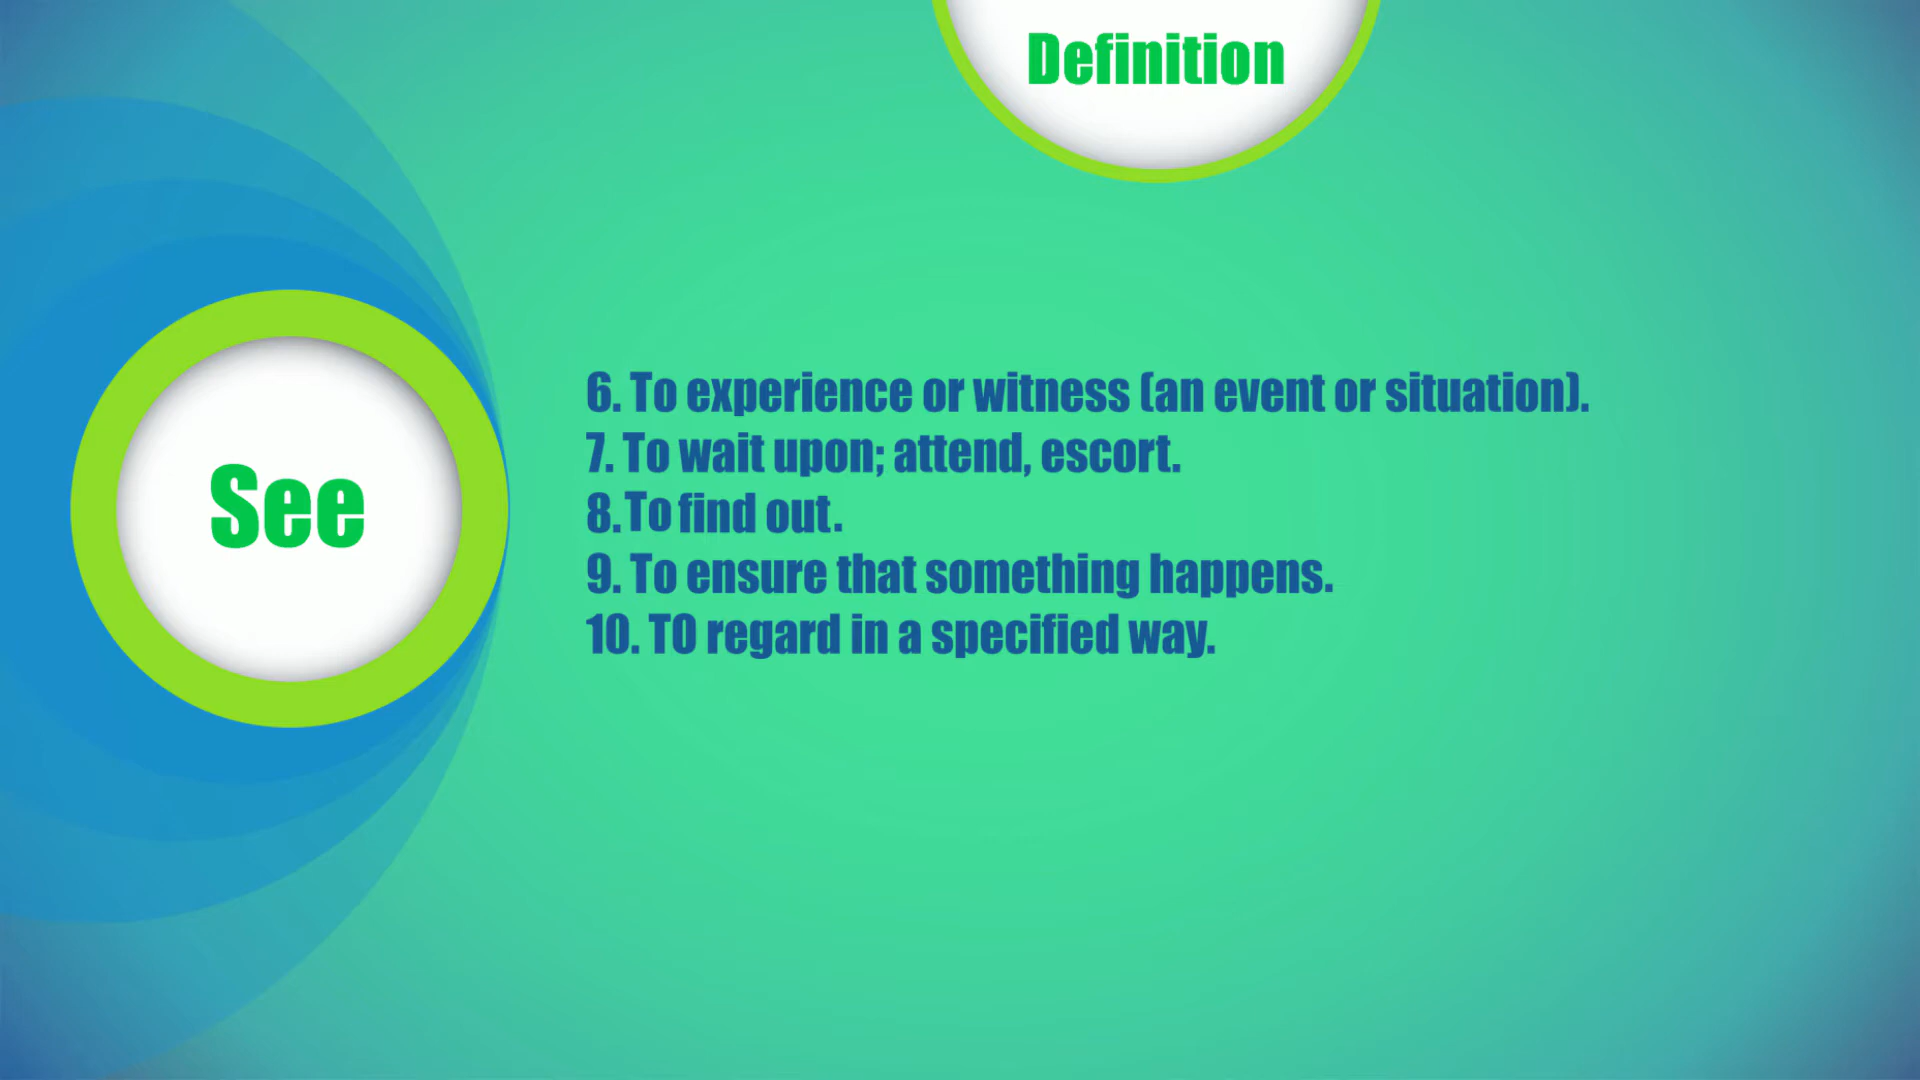 Definition
See
6. To experience or witness (an event or situation).
7. To wait upon; attend, escort.
8. To find out.
9. To ensure that something happens.
10. TO regard in a specified way.